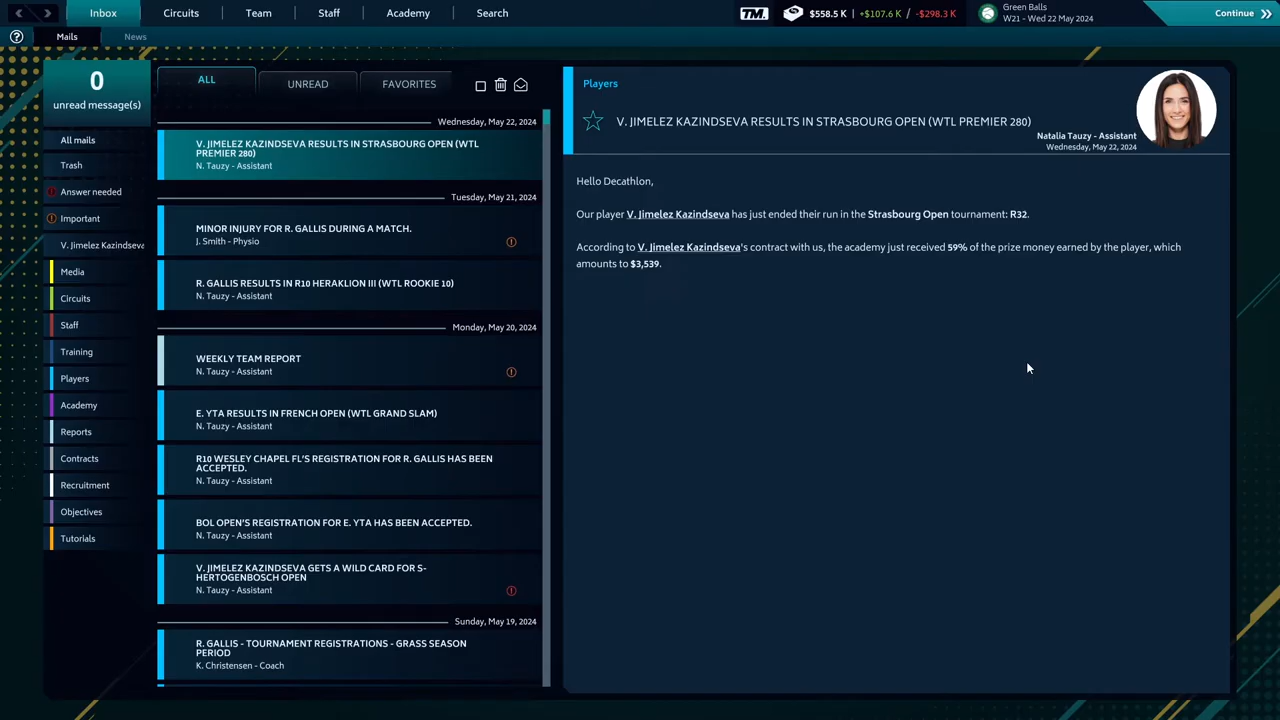 Inbox
Circuits
Team
Staff
Academy
Search
TM.
$558.5 K | +$107.6 K / -$298.3 K
Green Balls
W21 - Wed 22 May 2024
Continue
?
Mails
News
0
unread message(s)
All mails
Trash
Answer needed
Important
V. Jimelez Kazindseva
Media
Circuits
Staff
Training
Players
Academy
Reports
Contracts
Recruitment
Objectives
Tutorials
ALL
UNREAD
FAVORITES
Wednesday, May 22, 2024
V. JIMELEZ KAZINDSEVA RESULTS IN STRASBOURG OPEN (WTL
PREMIER 280)
N. Tauzy - Assistant
Tuesday, May 21, 2024
MINOR INJURY FOR R. GALLIS DURING A MATCH.
J. Smith - Physio
R. GALLIS RESULTS IN R10 HERAKLION III (WTL ROOKIE 10)
N. Tauzy - Assistant
Monday, May 20, 2024
WEEKLY TEAM REPORT
N. Tauzy - Assistant
E. YTA RESULTS IN FRENCH OPEN (WTL GRAND SLAM)
N. Tauzy - Assistant
R10 WESLEY CHAPEL FL'S REGISTRATION FOR R. GALLIS HAS BEEN
ACCEPTED.
N. Tauzy - Assistant
BOL OPEN'S REGISTRATION FOR E. YTA HAS BEEN ACCEPTED.
N. Tauzy - Assistant
V. JIMELEZ KAZINDSEVA GETS A WILD CARD FOR S-
HERTOGENBOSCH OPEN
N. Tauzy - Assistant
Sunday, May 19, 2024
R. GALLIS - TOURNAMENT REGISTRATIONS - GRASS SEASON
PERIOD
K. Christensen - Coach
Players
V. JIMELEZ KAZINDSEVA RESULTS IN STRASBOURG OPEN (WTL PREMIER 280)
Natalia Tauzy - Assistant
Wednesday, May 22, 2024
Hello Decathlon,
Our player V. Jimelez Kazindseva has just ended their run in the Strasbourg Open tournament: R32.
According to V. Jimelez Kazindseva's contract with us, the academy just received 59% of the prize money earned by the player, which
amounts to $3,539.